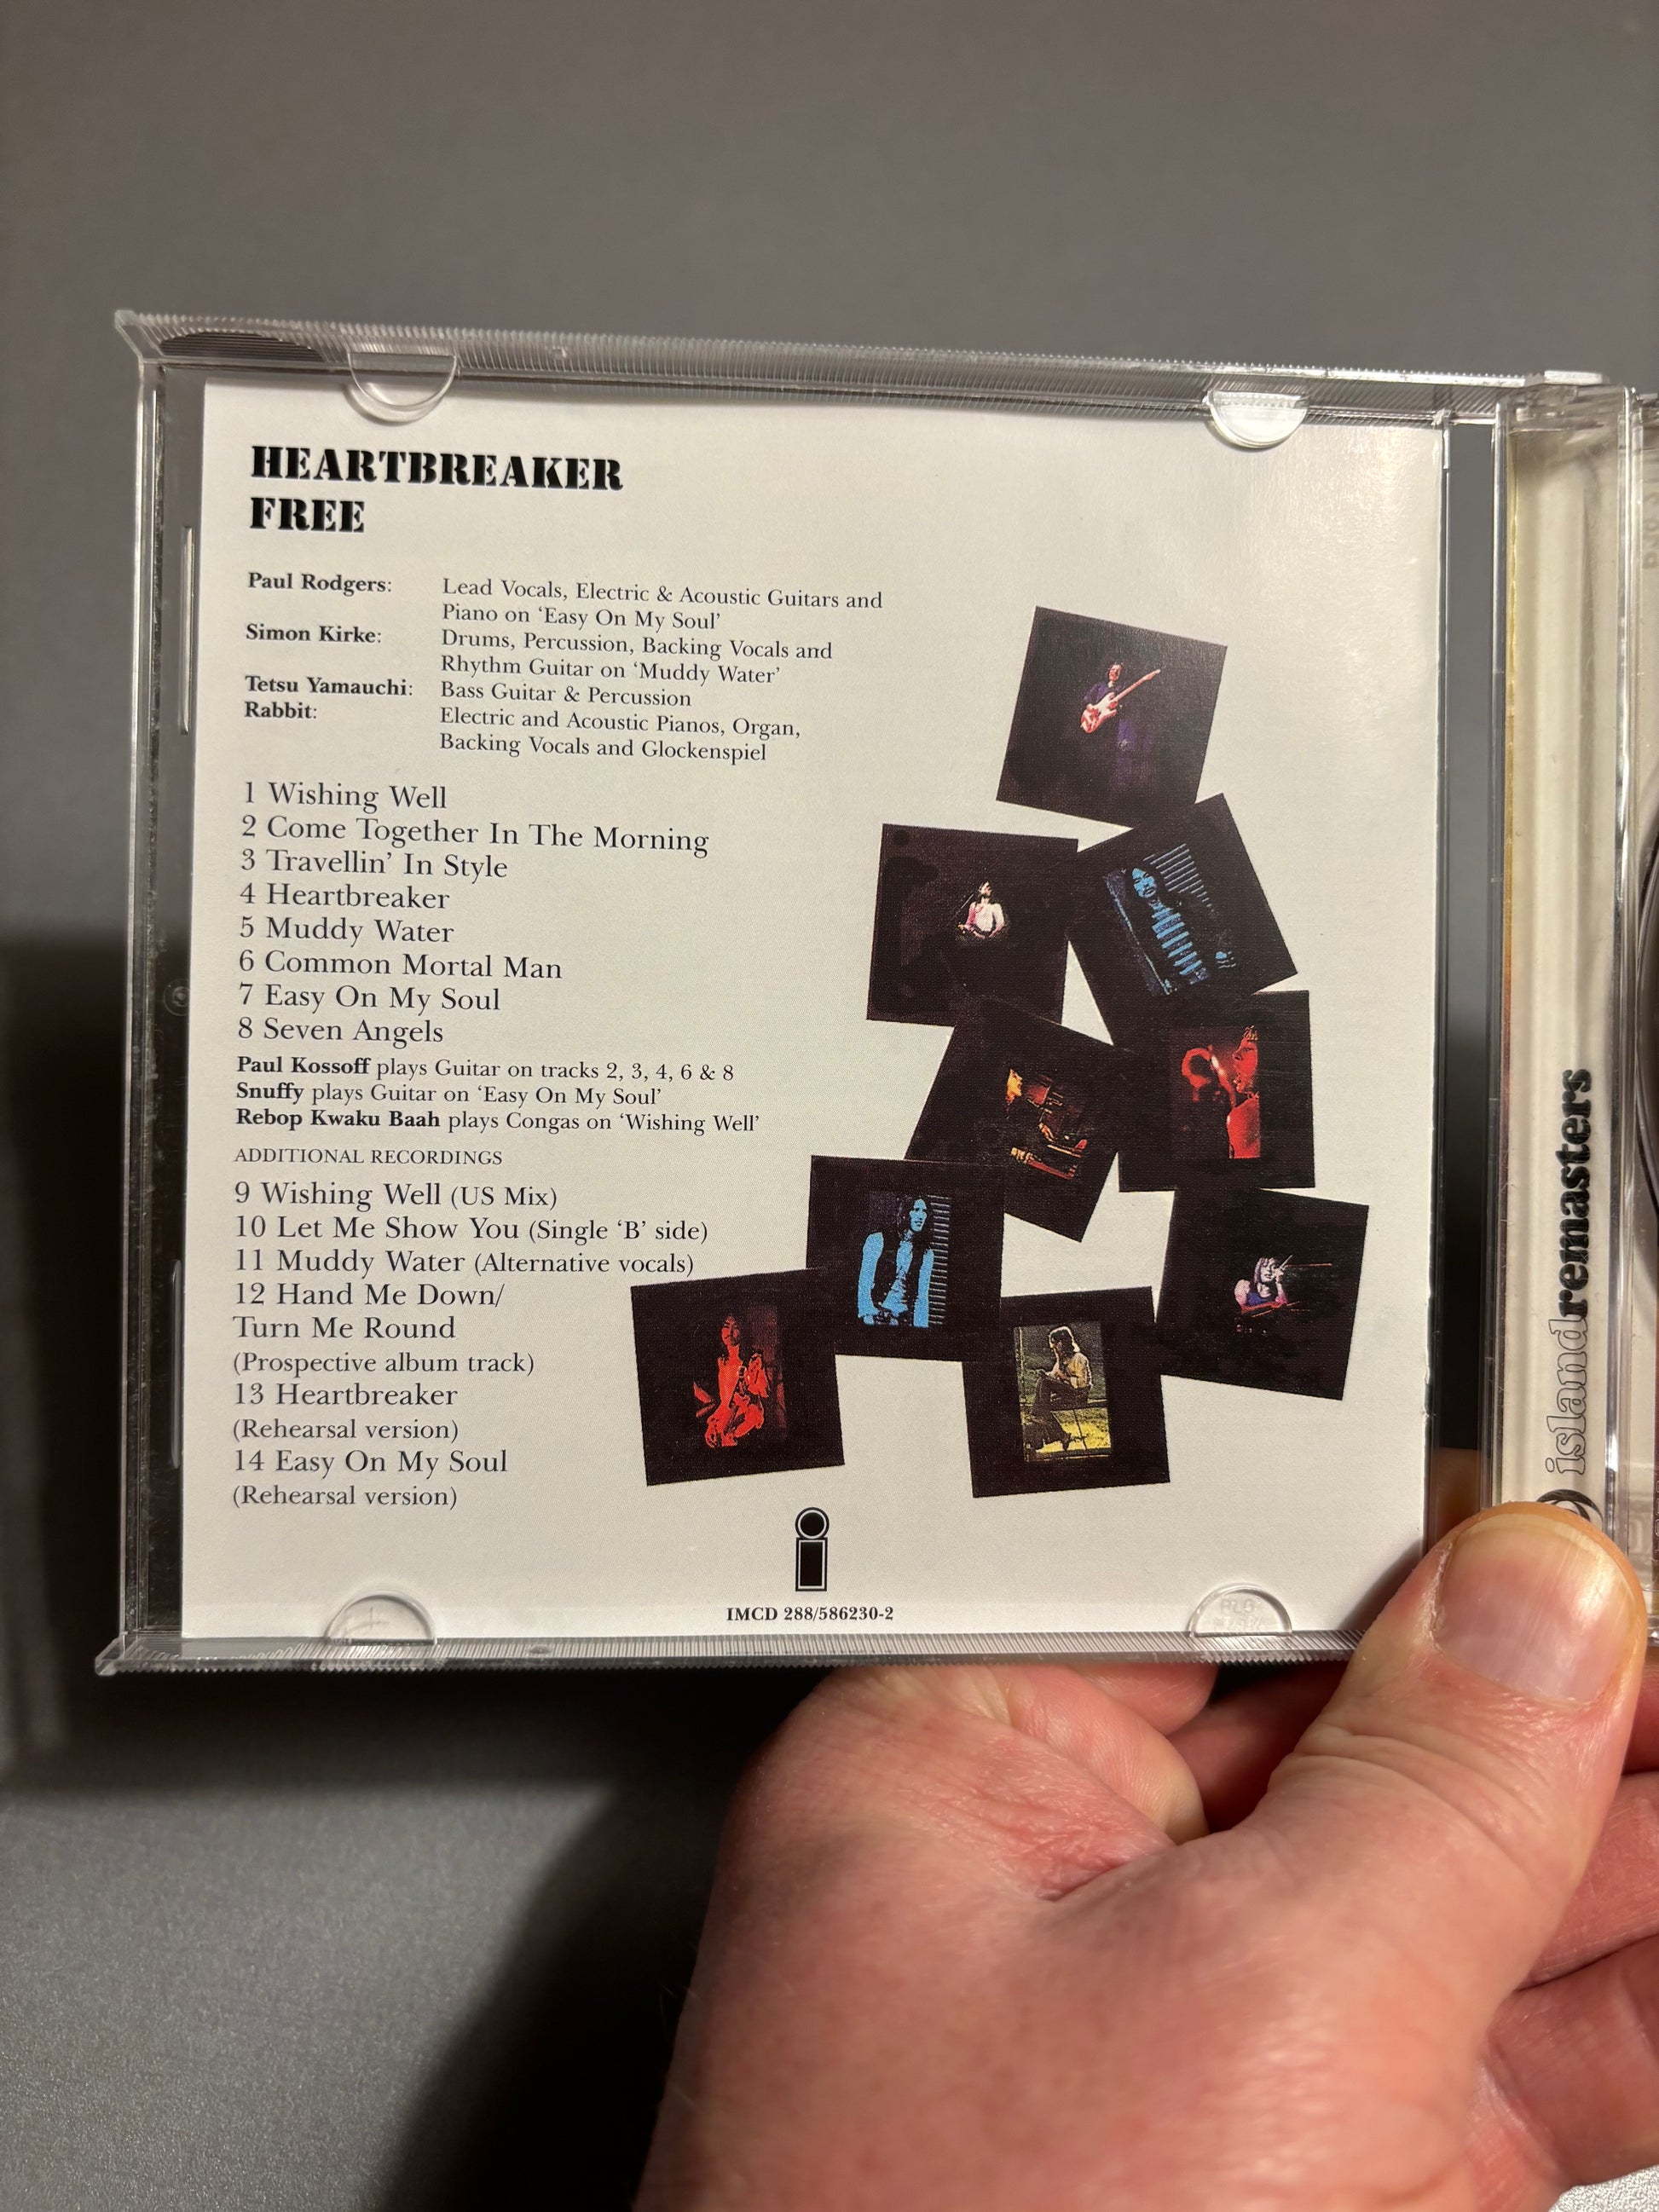 HEARTBREAKER
FREE
Paul Rodgers: Lead Vocals, Electric & Acoustic Guitars and
Piano on ‘Easy On My Soul’
Simon Kirke: Drums, Percussion, Backing Vocals and
Rhythm Guitar on ‘Muddy Water’
Tetsu Yamauchi: Bass Guitar & Percussion
Rabbit: Electric and Acoustic Pianos, Organ,
Backing Vocals and Glockenspiel
1 Wishing Well
2 Come Together In The Morning
3 Travellin’ In Style
4 Heartbreaker
5 Muddy Water
6 Common Mortal Man
7 Easy On My Soul
8 Seven Angels
Paul Kossoff plays Guitar on tracks 2, 3, 4, 6 & 8
Snuffy plays Guitar on ‘Easy On My Soul’
Rebop Kwaku Baah plays Congas on ‘Wishing Well’
ADDITIONAL RECORDINGS
9 Wishing Well (US Mix)
10 Let Me Show You (Single ‘B’ side)
11 Muddy Water (Alternative vocals)
12 Hand Me Down/
Turn Me Round
(Prospective album track)
13 Heartbreaker
(Rehearsal version)
14 Easy On My Soul
(Rehearsal version)
i
IMCD 288/586230-2
islandremasters